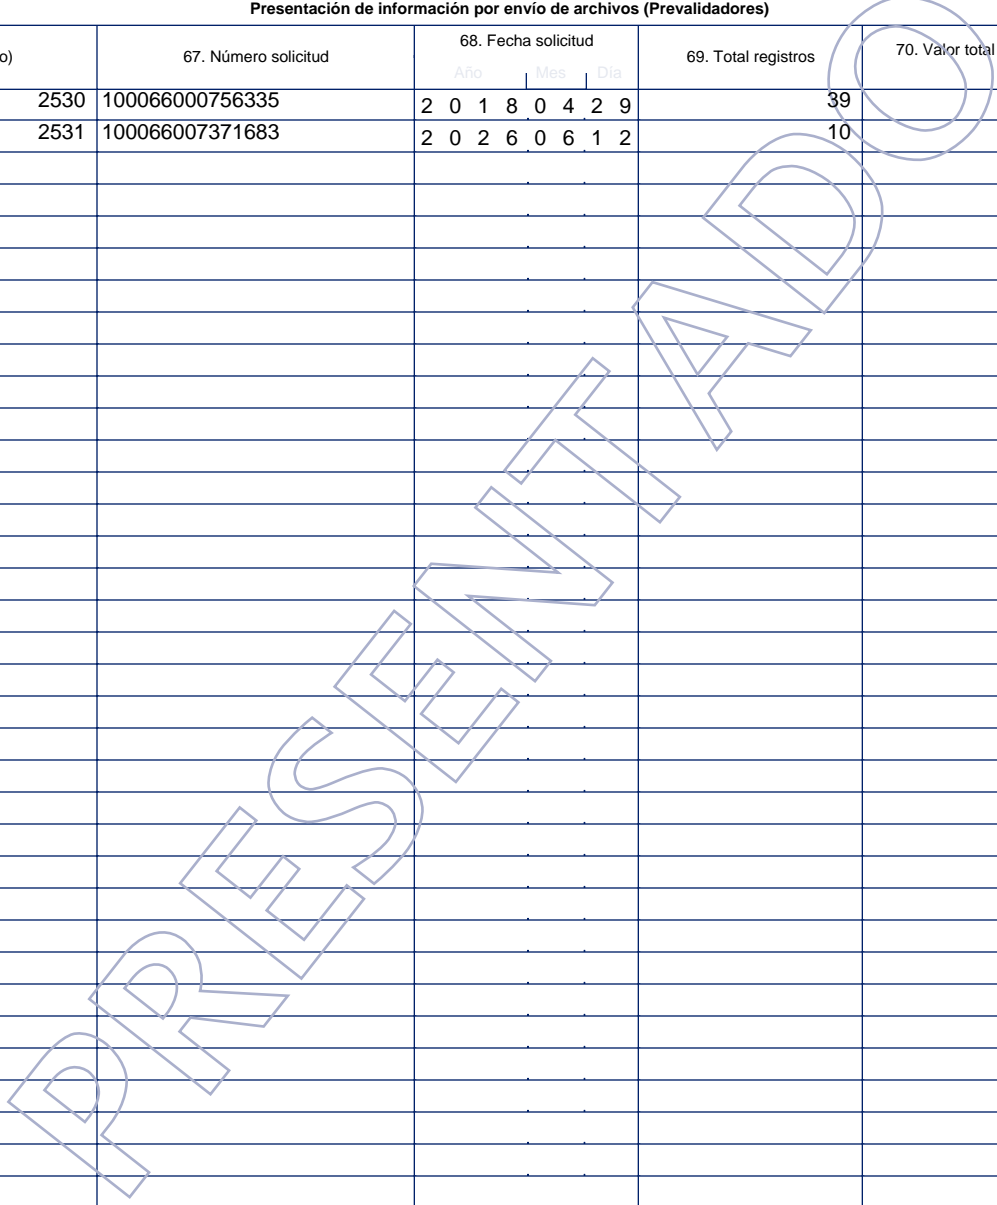 Presentación de información por envío de archivos (Prevalidadores)
o) 67. Número solicitud 68. Fecha solicitud 69. Total registros 70. Valor total
Año Mes Día
2530 100066000756335 2 0 1 8 0 4 2 9 39
2531 100066007371683 2 0 2 6 0 6 1 2 10
PRESENTADO